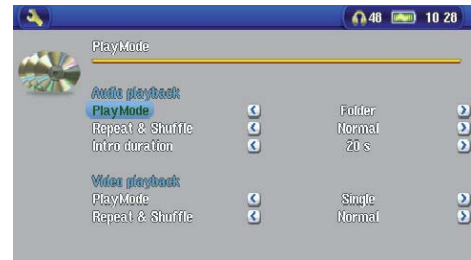 48 10 28
PlayMode
Audio playback
PlayMode Folder
Repeat & Shuffle Normal
Intro duration 20 s
Video playback
PlayMode Single
Repeat & Shuffle Normal